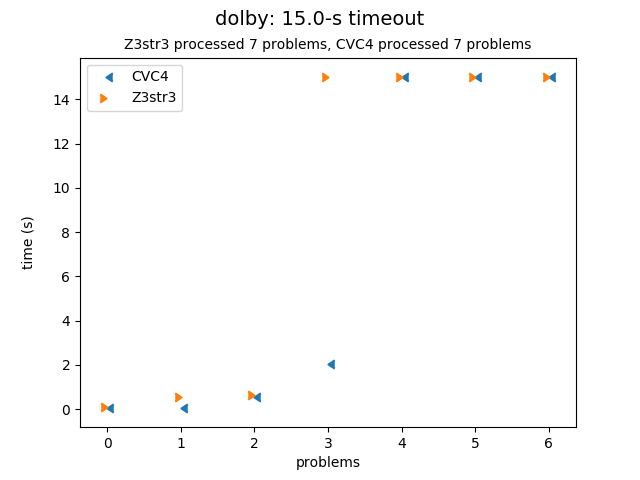 dolby: 15.0-s timeout
Z3str3 processed 7 problems, CVC4 processed 7 problems
CVC4
Z3str3
14
12
10
8
6
4
2
0
time (s)
0 1 2 3 4 5 6
problems